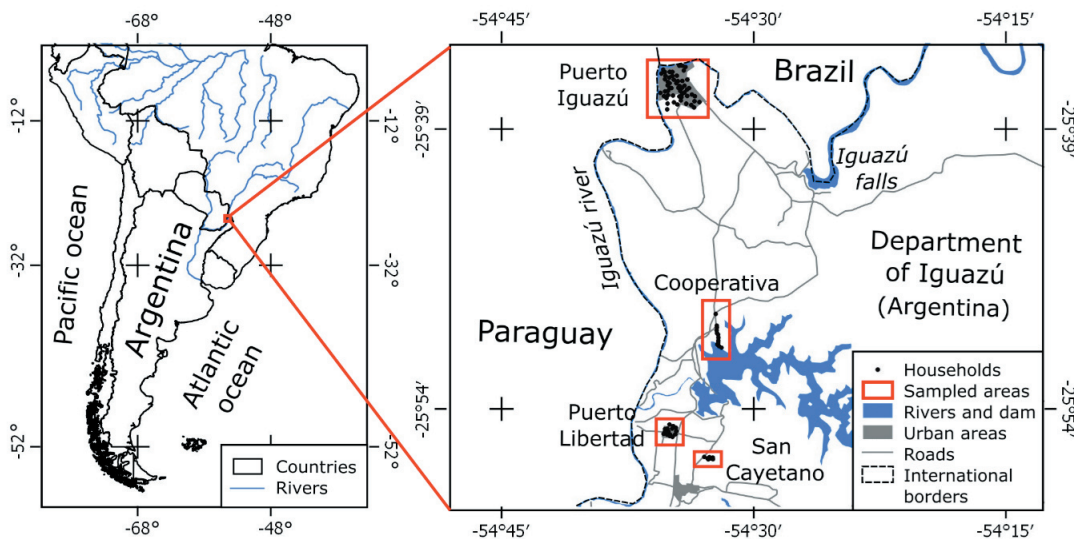 -68°
-48°
-12°
-12°
-32°
-32°
-52°
-52°
-68°
-48°
Pacific ocean
Argentina
Atlantic
ocean
Countries
Rivers
-54°45′
-54°30′
-54°15′
-25°39′
-25°39′
-25°54′
-25°54′
-54°45′
-54°30′
-54°15′
Puerto
Iguazú
Brazil
Iguazú
falls
Iguazú river
Cooperativa
Department
of Iguazú
(Argentina)
Paraguay
Puerto
Libertad
San
Cayetano
Households
Sampled areas
Rivers and dam
Urban areas
Roads
International
borders